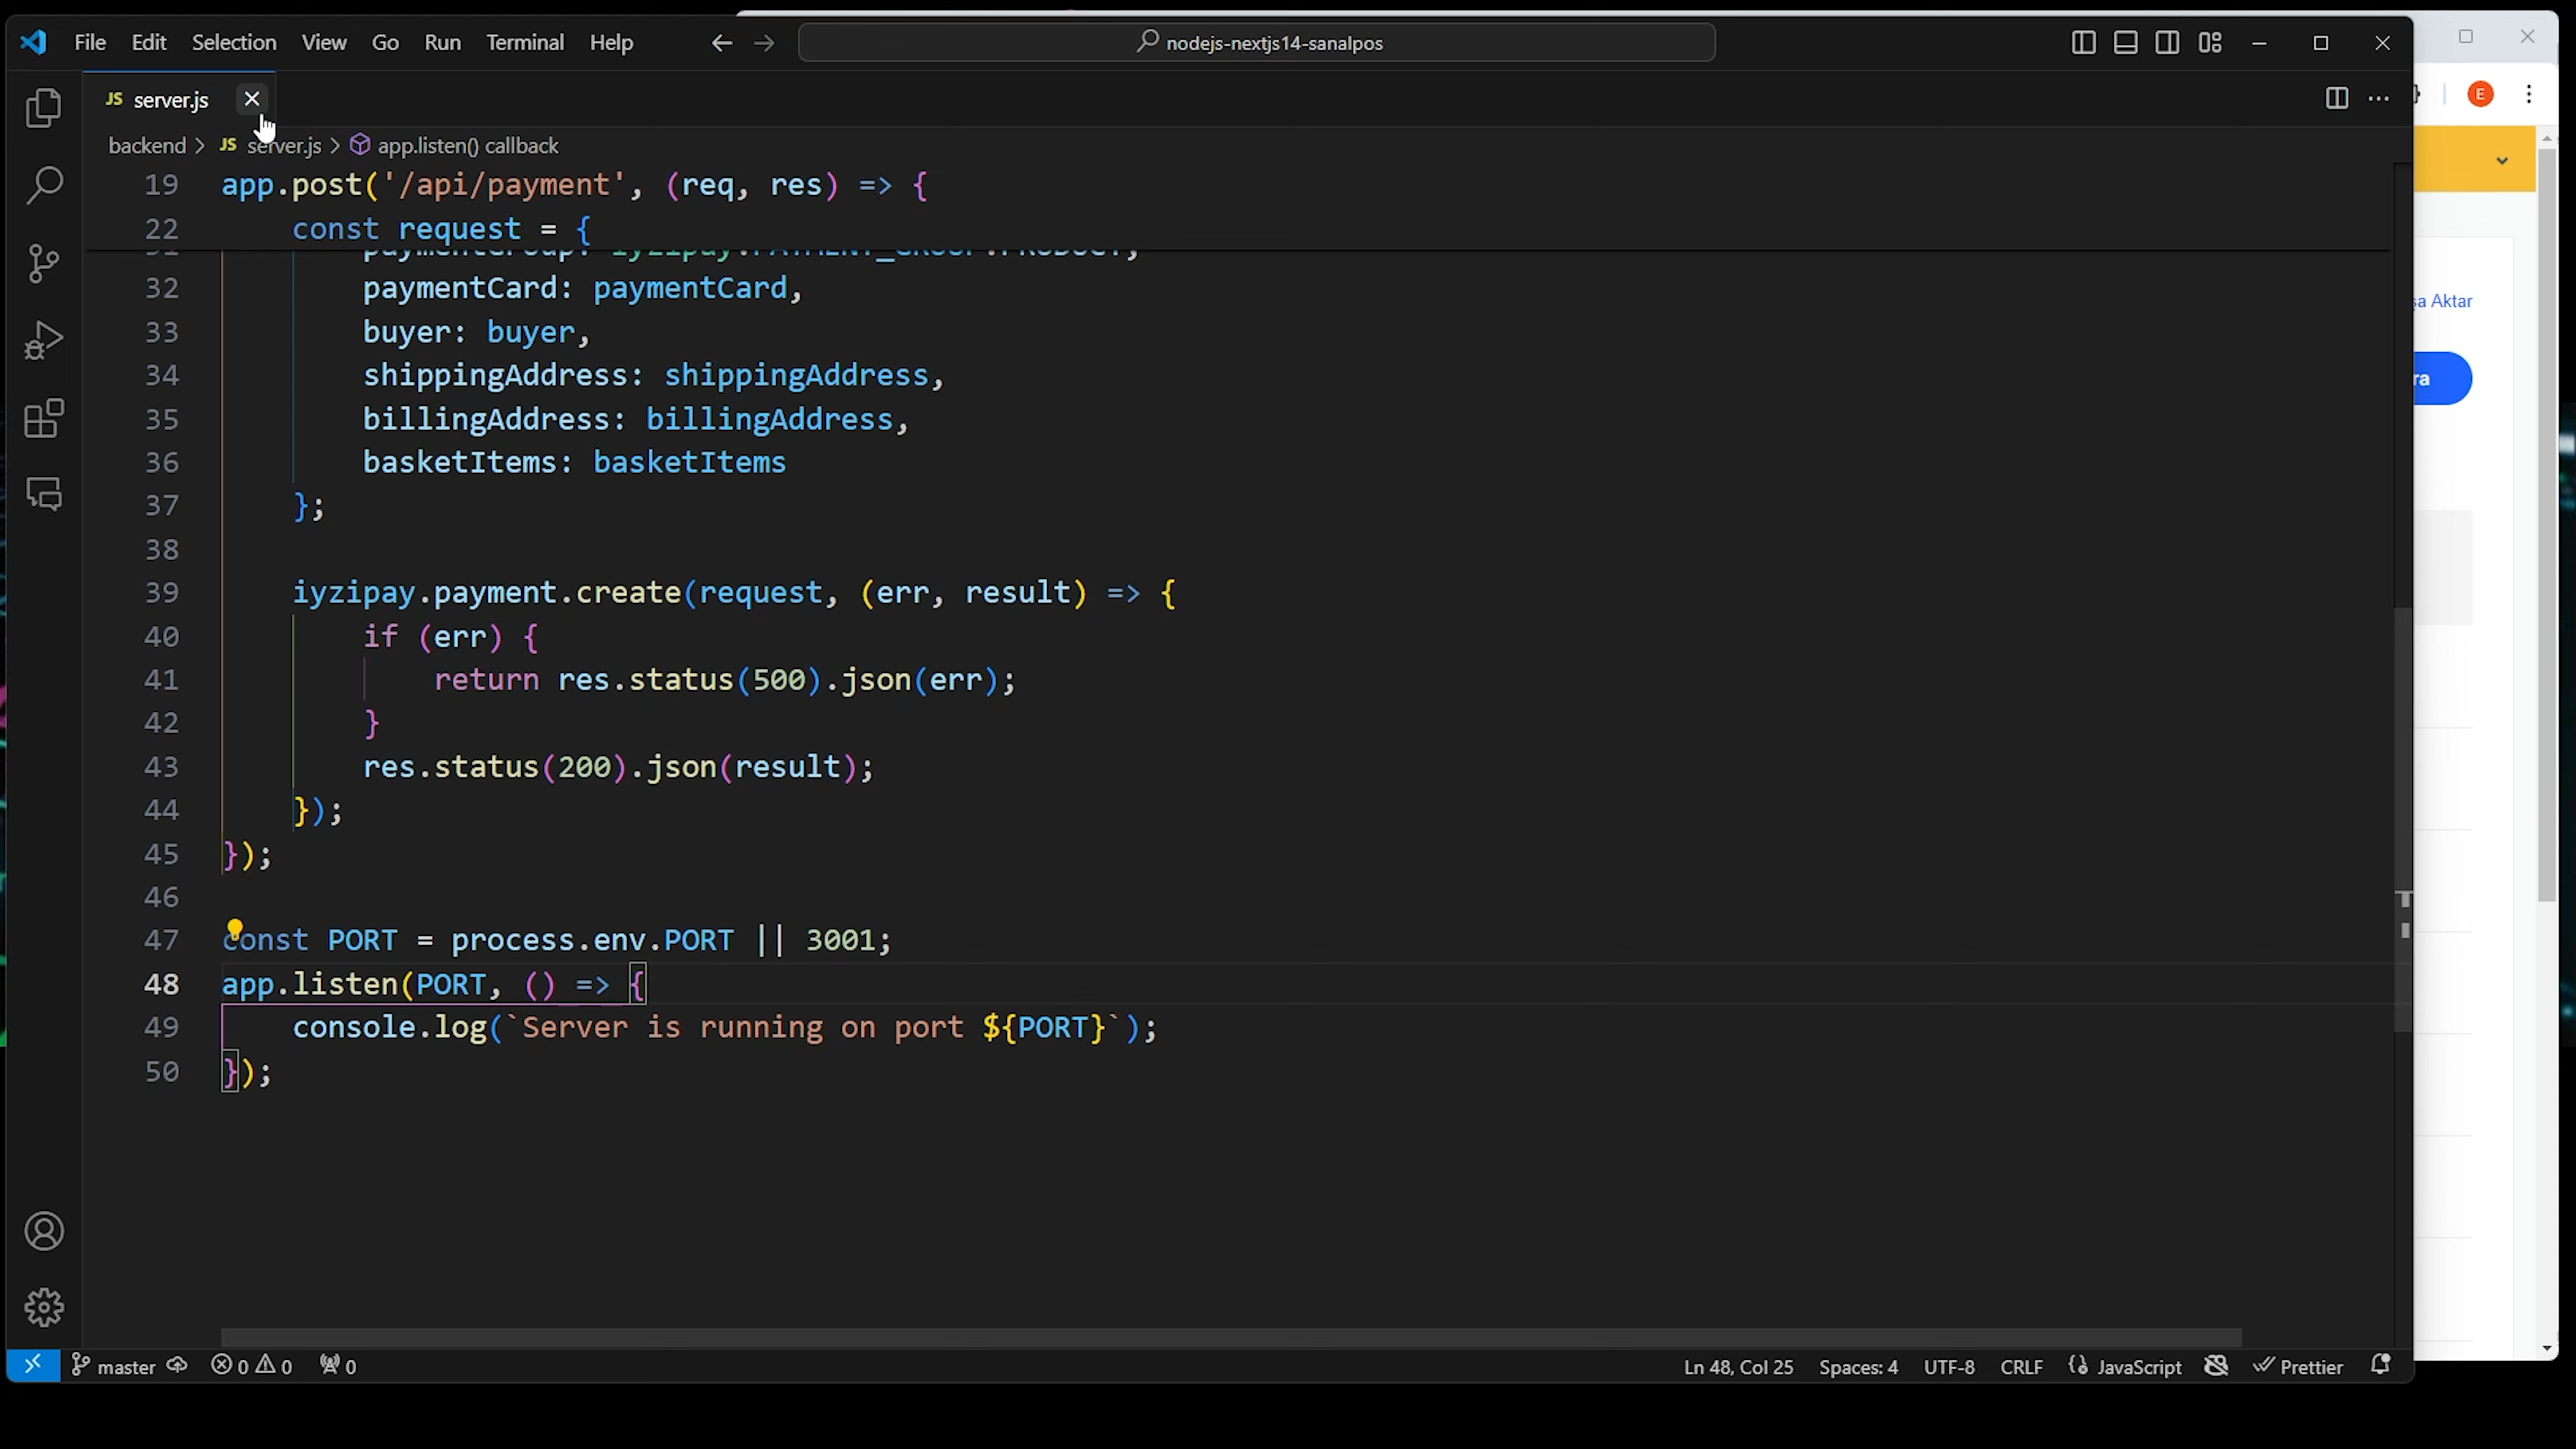 File Edit Selection View Go Run Terminal Help
nodejs-nextjs14-sanalpos
JS server.js
E
backend > JS server.js > app.listen() callback
19 app.post('/api/payment', (req, res) => {
22 const request = {
32 paymentCard: paymentCard,
33 buyer: buyer,
34 shippingAddress: shippingAddress,
35 billingAddress: billingAddress,
36 basketItems: basketItems
37 };
38
39 iyzipay.payment.create(request, (err, result) => {
40 if (err) {
41 return res.status(500).json(err);
42 }
43 res.status(200).json(result);
44 });
45 });
46
47 const PORT = process.env.PORT || 3001;
48 app.listen(PORT, () => {
49 console.log(`Server is running on port ${PORT}`);
50 });
Aktar
ra
master 0 0 0 Ln 48, Col 25 Spaces: 4 UTF-8 CRLF JavaScript Prettier